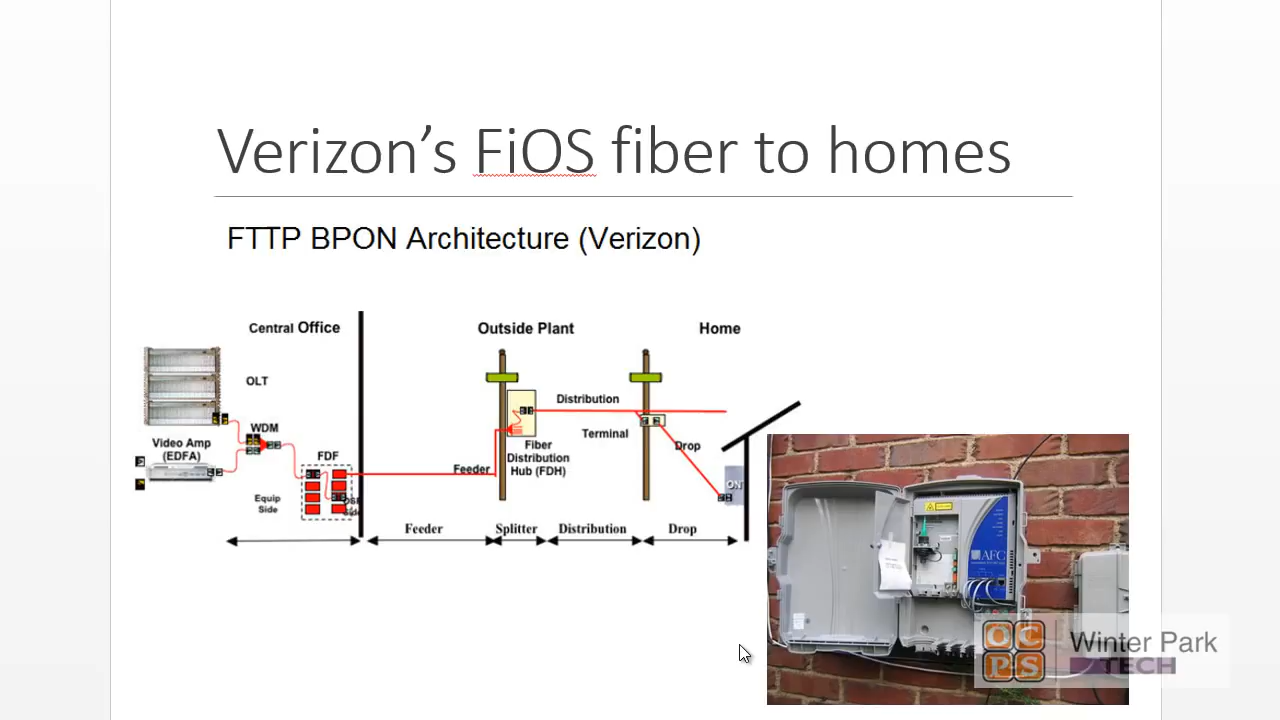 Verizon’s FiOS fiber to homes
FTTP BPON Architecture (Verizon)
Central Office
Outside Plant
Home
OLT
WDM
Video Amp
(EDFA)
FDF
Equip
Side
Feeder
Fiber
Distribution
Hub (FDH)
Distribution
Terminal
Drop
ON
Feeder
Splitter
Distribution
Drop
AFC
OC
PS
Winter Park
TECH